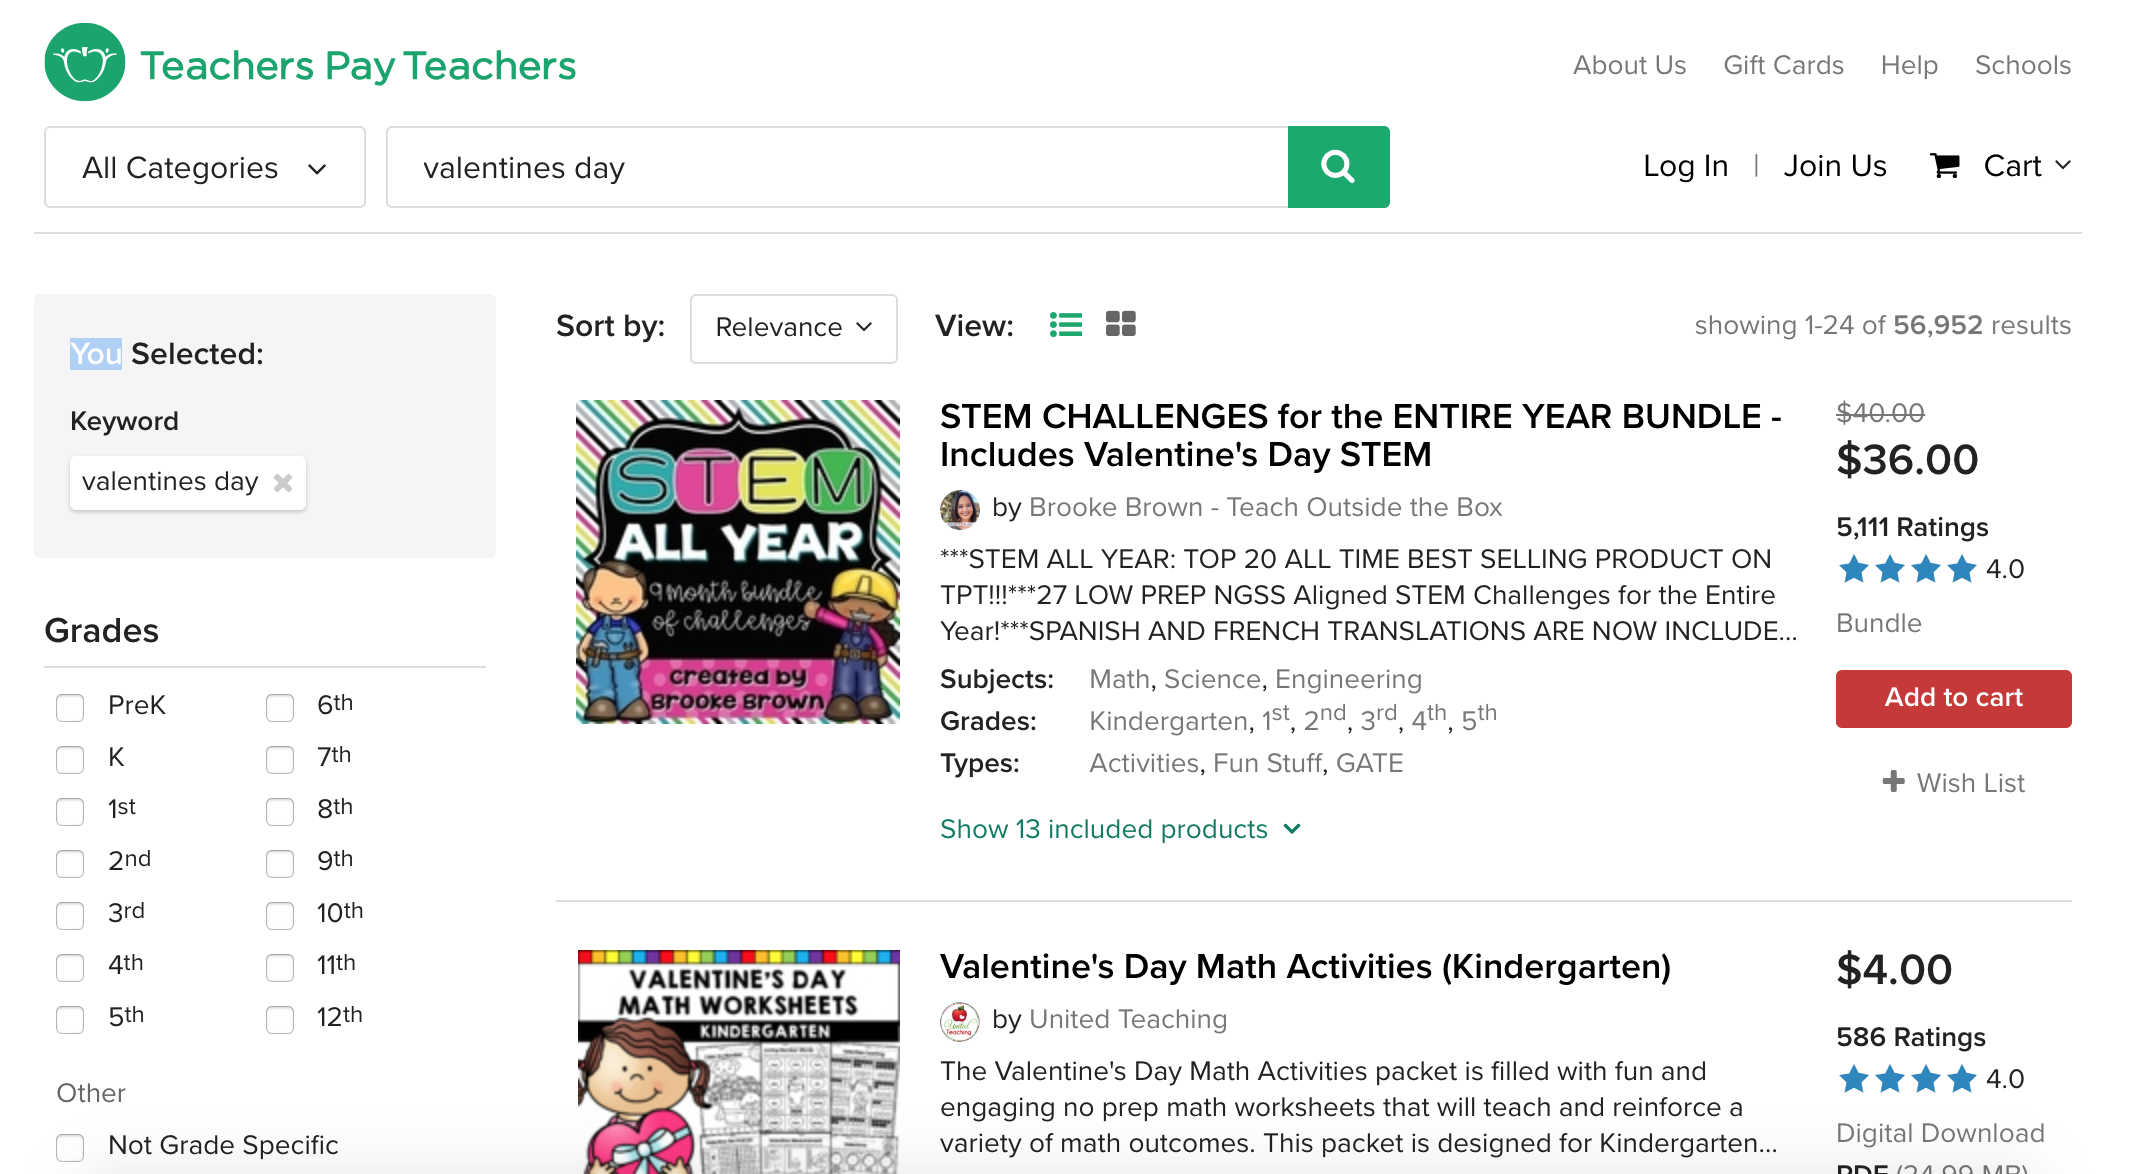 Teachers Pay Teachers
About Us Gift Cards Help Schools
All Categories
valentines day
Log In | Join Us Cart
You Selected:
Keyword
valentines day
Sort by: Relevance View:
showing 1-24 of 56,952 results
Grades
PreK 6th
K 7th
1st 8th
2nd 9th
3rd 10th
4th 11th
5th 12th
Other
Not Grade Specific
STEM
ALL YEAR
9 month bundle
of challenges
created by
Brooke Brown
STEM CHALLENGES for the ENTIRE YEAR BUNDLE -
Includes Valentine's Day STEM
by Brooke Brown - Teach Outside the Box
***STEM ALL YEAR: TOP 20 ALL TIME BEST SELLING PRODUCT ON
TPT!!!***27 LOW PREP NGSS Aligned STEM Challenges for the Entire
Year!***SPANISH AND FRENCH TRANSLATIONS ARE NOW INCLUDE...
Subjects: Math, Science, Engineering
Grades: Kindergarten, 1st, 2nd, 3rd, 4th, 5th
Types: Activities, Fun Stuff, GATE
Show 13 included products
$40.00
$36.00
5,111 Ratings
4.0
Bundle
Add to cart
Wish List
VALENTINE'S DAY
MATH WORKSHEETS
KINDERGARTEN
Valentine's Day Math Activities (Kindergarten)
by United Teaching
The Valentine's Day Math Activities packet is filled with fun and
engaging no prep math worksheets that will teach and reinforce a
variety of math outcomes. This packet is designed for Kindergarten...
$4.00
586 Ratings
4.0
Digital Download
PDF (24.99 MB)